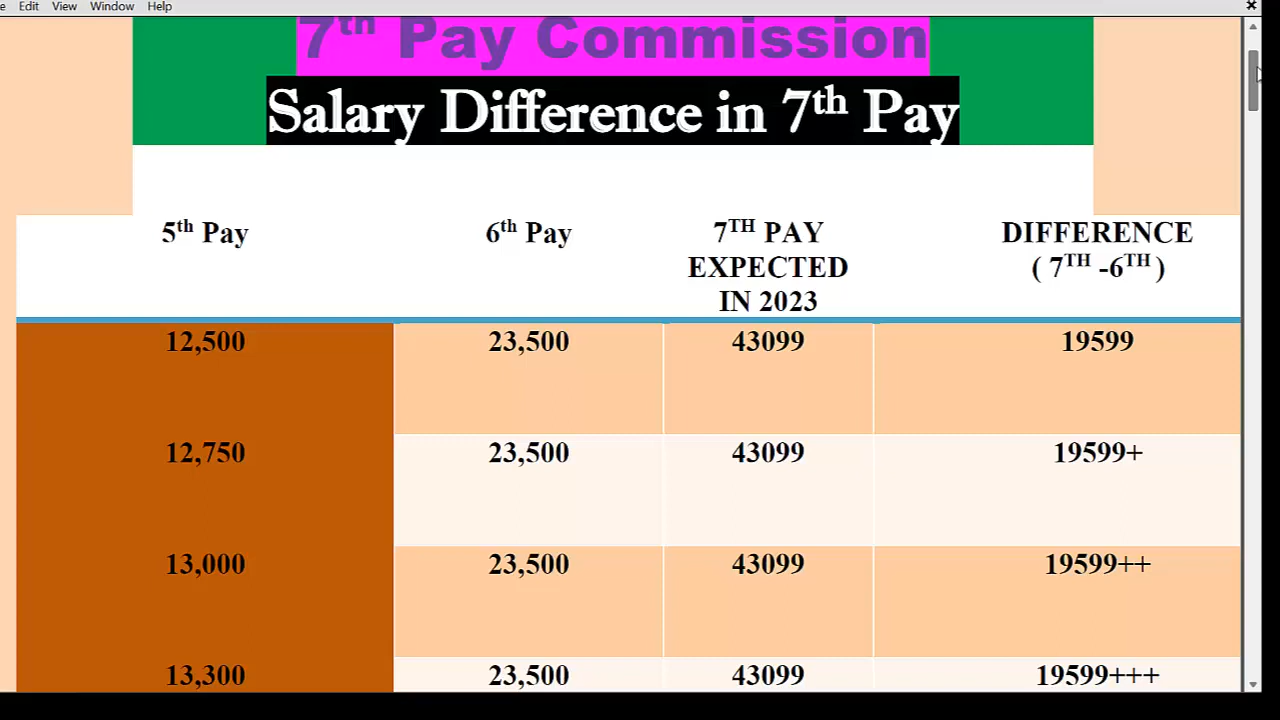 Edit View Window Help
7th Pay Commission
Salary Difference in 7th Pay
5th Pay 6th Pay 7TH PAY EXPECTED IN 2023 DIFFERENCE ( 7TH -6TH )
12,500 23,500 43099 19599
12,750 23,500 43099 19599+
13,000 23,500 43099 19599++
13,300 23,500 43099 19599+++